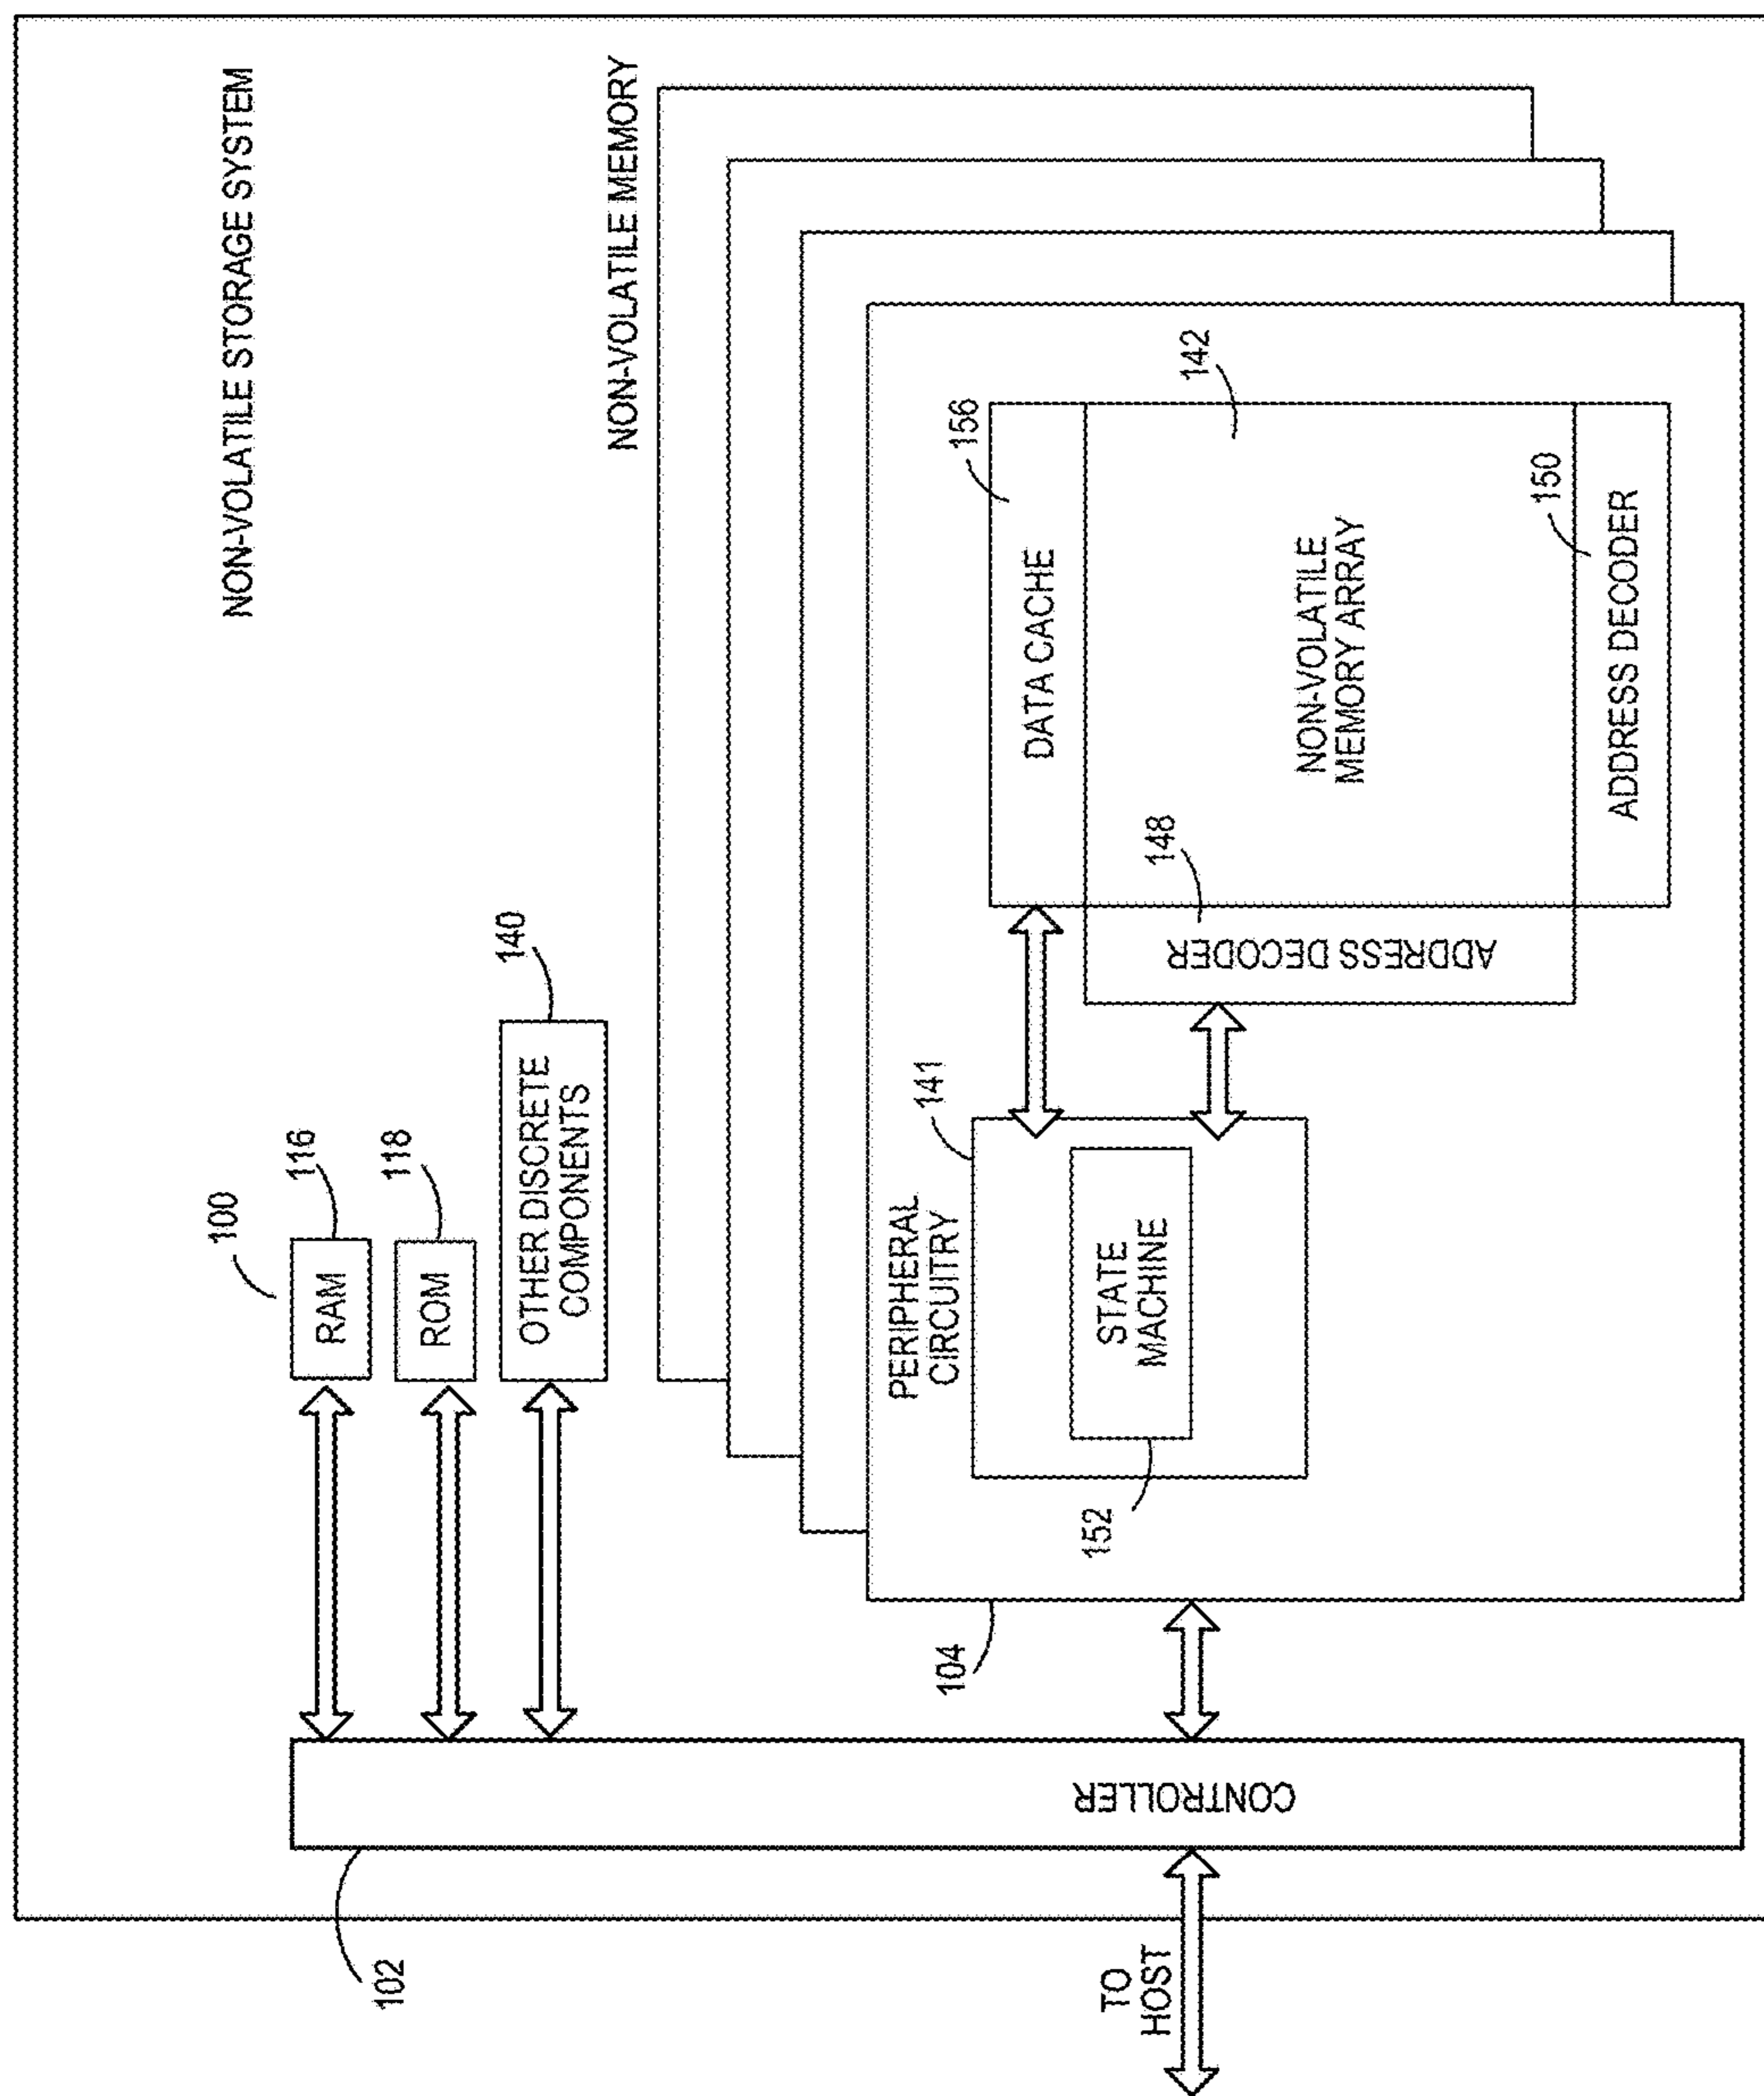 NON-VOLATILE STORAGE SYSTEM
100
RAM
116
ROM
118
OTHER DISCRETE
COMPONENTS
140
NON-VOLATILE MEMORY
102
CONTROLLER
TO
HOST
104
PERIPHERAL
CIRCUITRY
141
STATE
MACHINE
152
DATA CACHE
156
ADDRESS DECODER
148
NON-VOLATILE
MEMORY ARRAY
142
ADDRESS DECODER
150